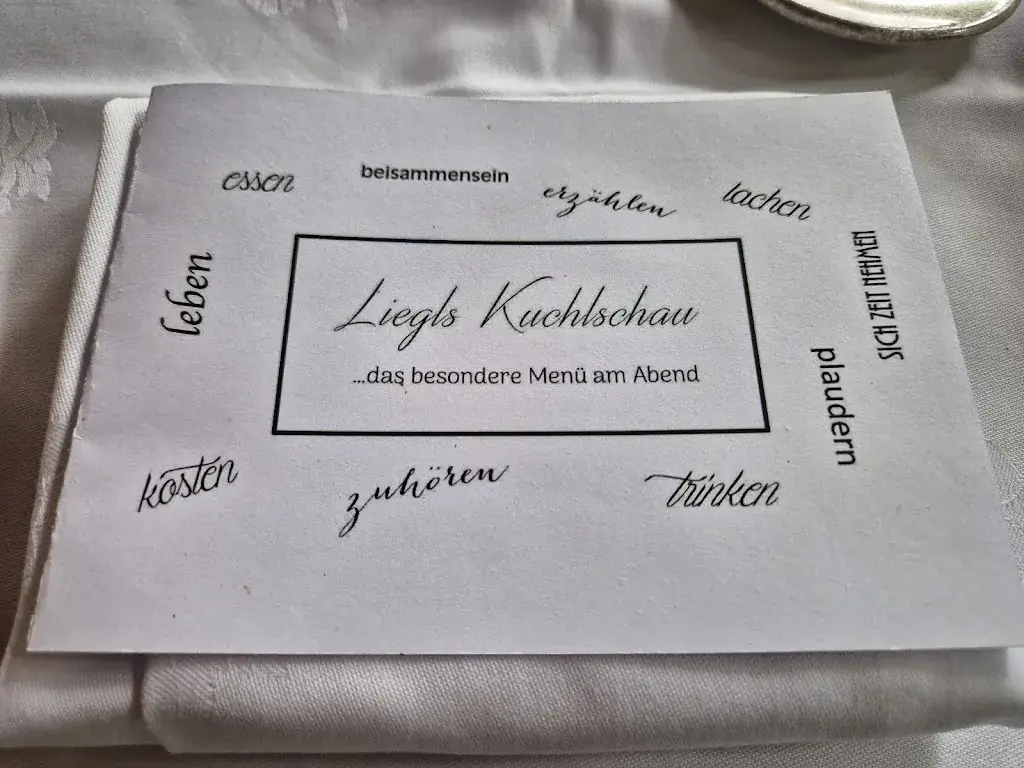 essen
beisammensein
erzählen
lachen
leben
SICH ZEIT NEHMEN
Liegls Kuchlschau
...das besondere Menü am Abend
plaudern
kosten
zuhören
trinken